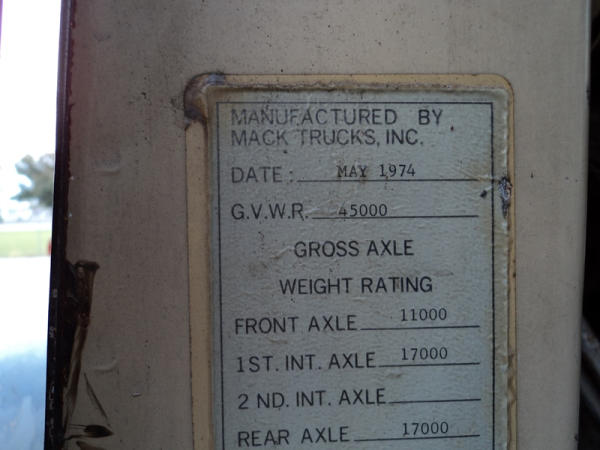 MANUFACTURED BY
MACK TRUCKS, INC.
DATE: MAY 1974
G.V.W.R. 45000
GROSS AXLE
WEIGHT RATING
FRONT AXLE 11000
1ST. INT. AXLE 17000
2 ND. INT. AXLE
REAR AXLE 17000